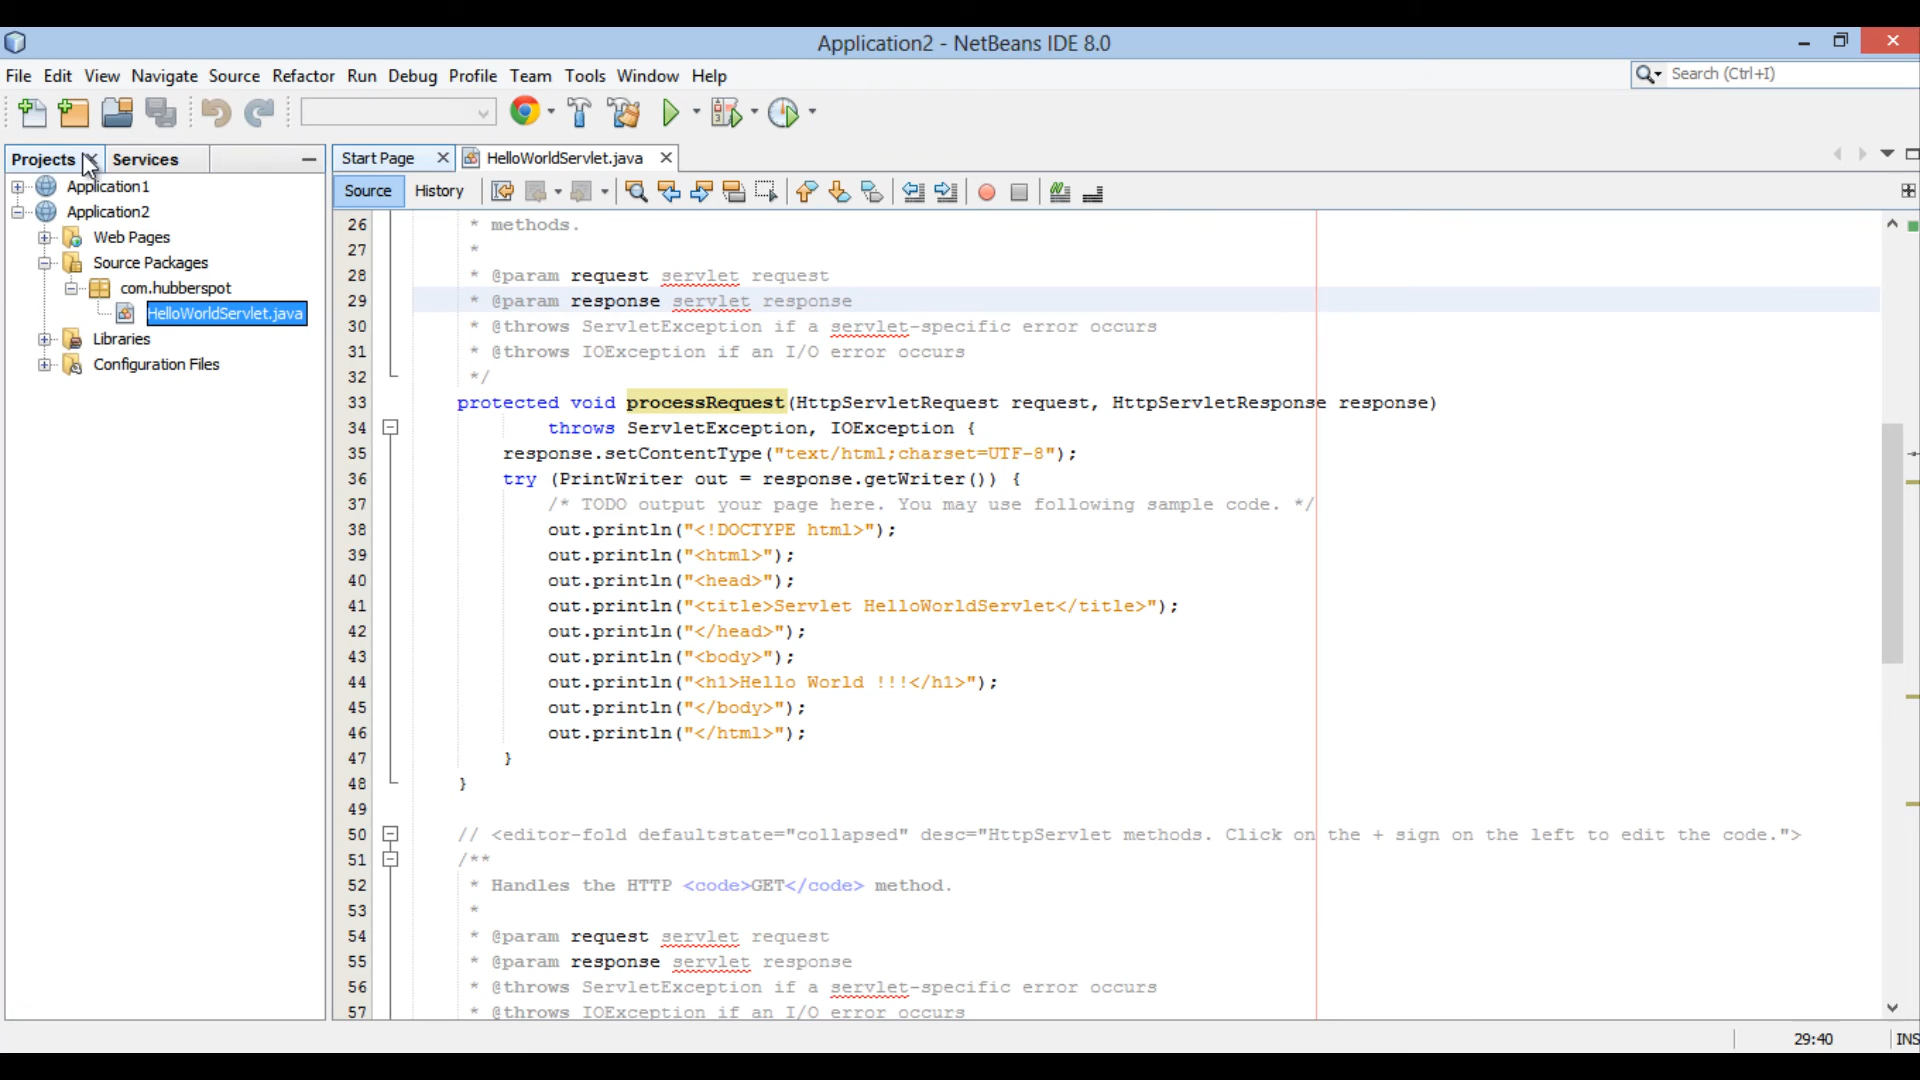 Application2 - NetBeans IDE 8.0
File Edit View Navigate Source Refactor Run Debug Profile Team Tools Window Help
Search (Ctrl+I)
Projects Services
Application1
Application2
Web Pages
Source Packages
com.hubberspot
HelloWorldServlet.java
Libraries
Configuration Files
Start Page HelloWorldServlet.java
Source History
26 * methods.
27 *
28 * @param request servlet request
29 * @param response servlet response
30 * @throws ServletException if a servlet-specific error occurs
31 * @throws IOException if an I/O error occurs
32 */
33 protected void processRequest(HttpServletRequest request, HttpServletResponse response)
34 throws ServletException, IOException {
35 response.setContentType("text/html;charset=UTF-8");
36 try (PrintWriter out = response.getWriter()) {
37 /* TODO output your page here. You may use following sample code. */
38 out.println("<!DOCTYPE html>");
39 out.println("<html>");
40 out.println("<head>");
41 out.println("<title>Servlet HelloWorldServlet</title>");
42 out.println("</head>");
43 out.println("<body>");
44 out.println("<h1>Hello World !!!</h1>");
45 out.println("</body>");
46 out.println("</html>");
47 }
48 }
49
50 // <editor-fold defaultstate="collapsed" desc="HttpServlet methods. Click on the + sign on the left to edit the code.">
51 /**
52 * Handles the HTTP <code>GET</code> method.
53 *
54 * @param request servlet request
55 * @param response servlet response
56 * @throws ServletException if a servlet-specific error occurs
57 * @throws IOException if an I/O error occurs
29:40 INS